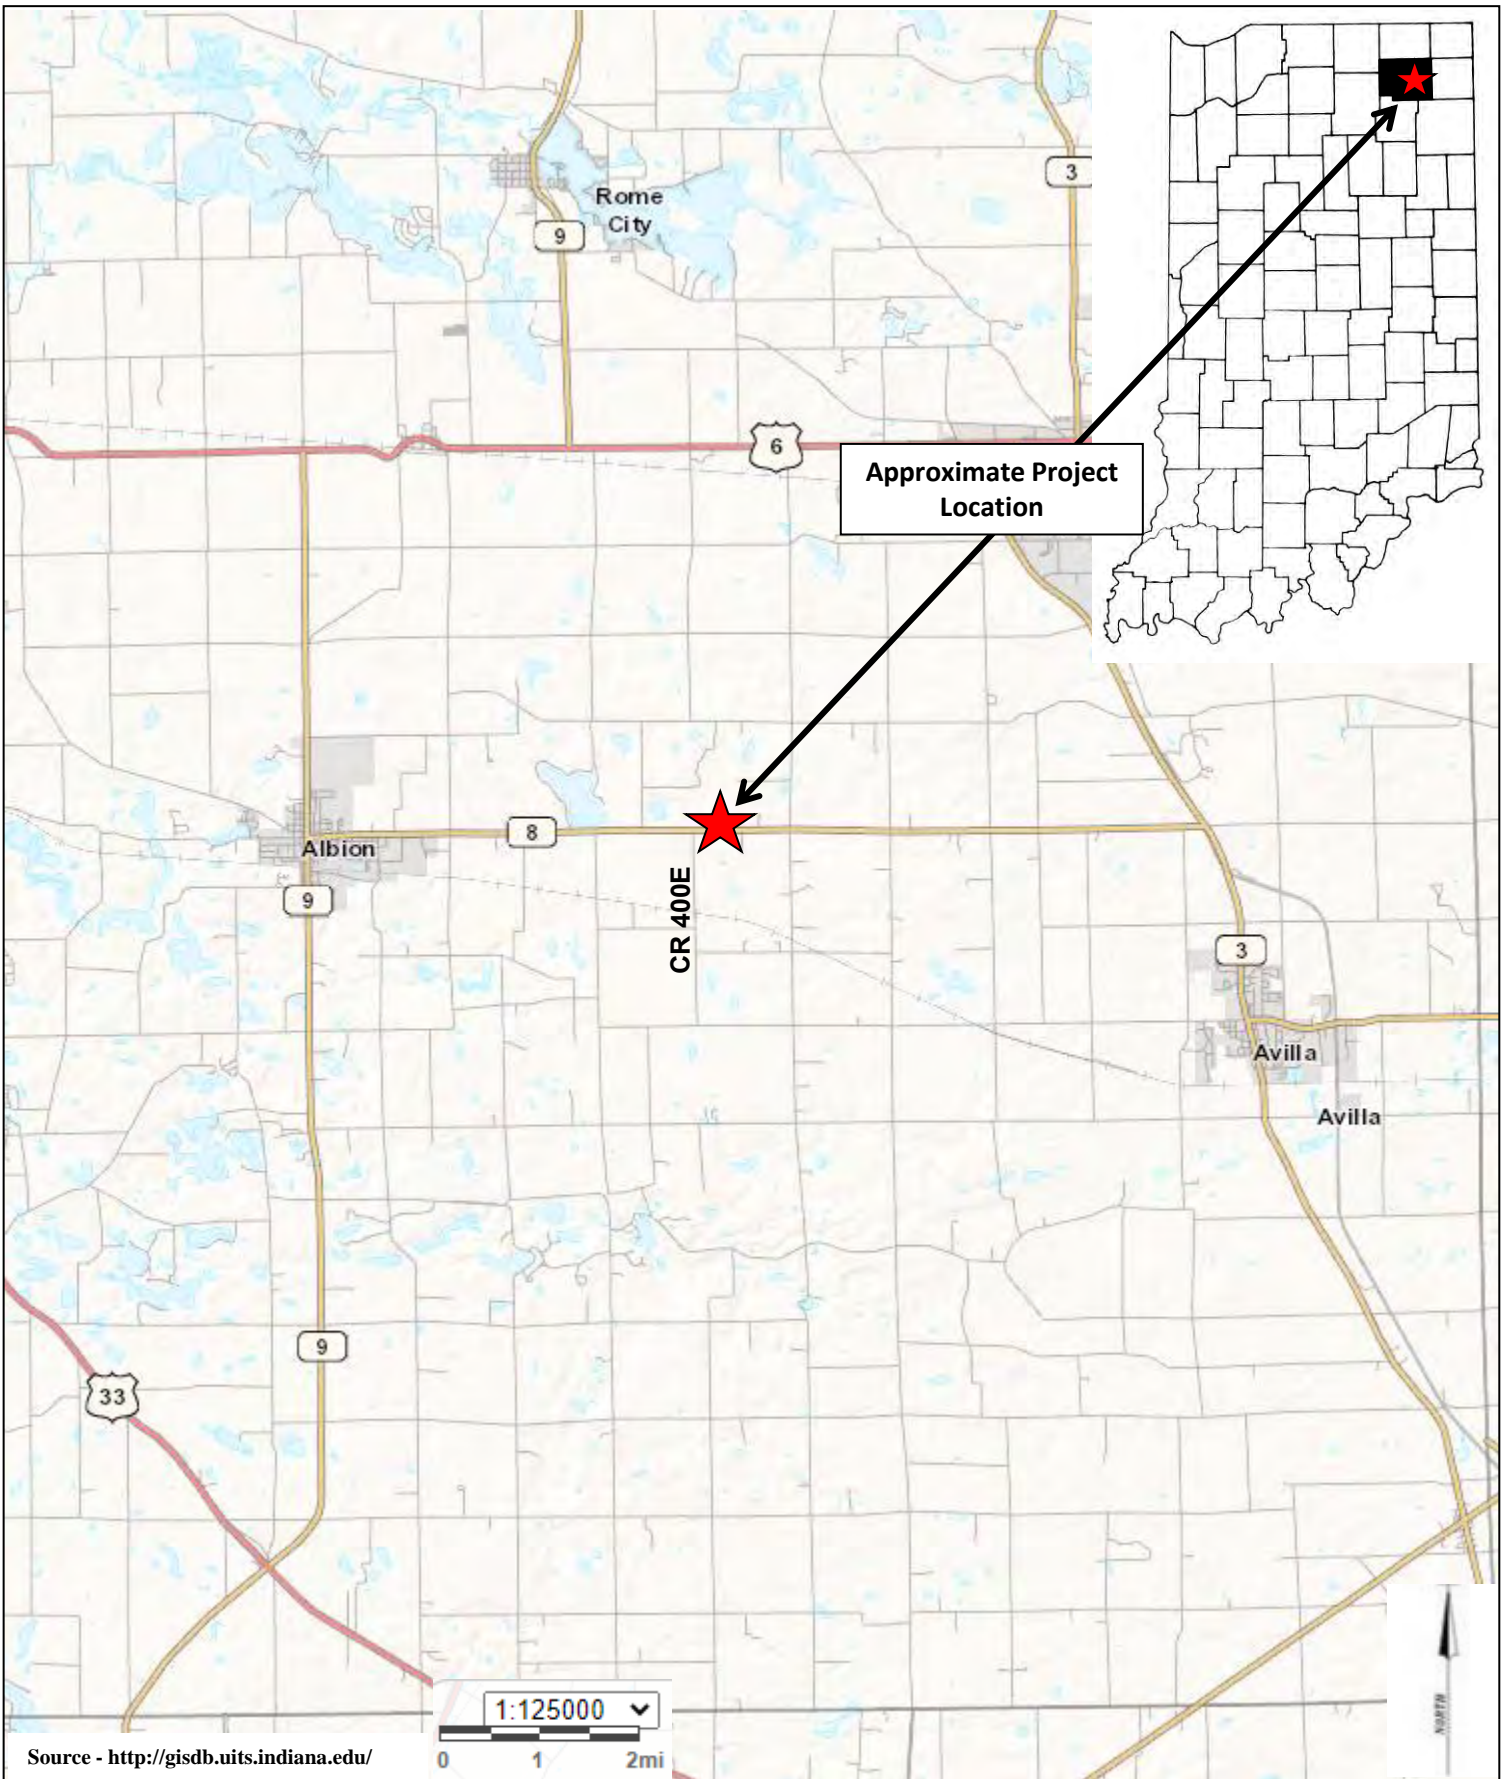 Rome
City
3
9
6
Approximate Project
Location
8
Albion
9
CR 400E
3
Avilla
Avilla
9
33
1:125000
0 1 2mi
Source - http://gisdb.uits.indiana.edu/
NORTH